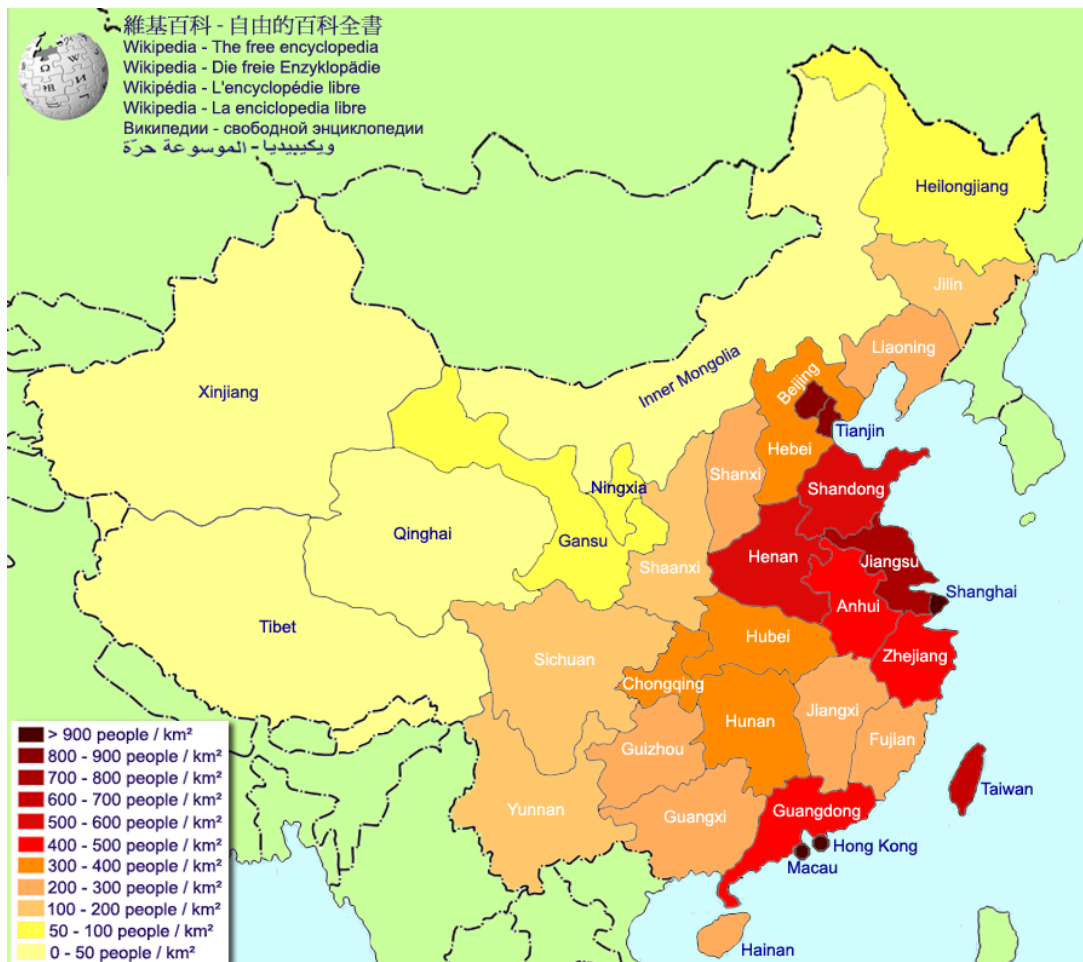 維基百科 - 自由的百科全書
Wikipedia - The free encyclopedia
Wikipedia - Die freie Enzyklopädie
Wikipédia - L'encyclopédie libre
Wikipedia - La enciclopedia libre
Википедии - свободной энциклопедии
ويكيبيديا - الموسوعة حرّة
Heilongjiang
Jilin
Liaoning
Inner Mongolia
Beijing
Xinjiang
Tianjin
Hebei
Shanxi
Ningxia
Shandong
Qinghai
Gansu
Henan
Jiangsu
Shaanxi
Shanghai
Anhui
Tibet
Hubei
Zhejiang
Sichuan
Chongqing
Jiangxi
Hunan
Fujian
Guizhou
Taiwan
Yunnan
Guangxi
Guangdong
Hong Kong
Macau
Hainan
> 900 people / km²
800 - 900 people / km²
700 - 800 people / km²
600 - 700 people / km²
500 - 600 people / km²
400 - 500 people / km²
300 - 400 people / km²
200 - 300 people / km²
100 - 200 people / km²
50 - 100 people / km²
0 - 50 people / km²